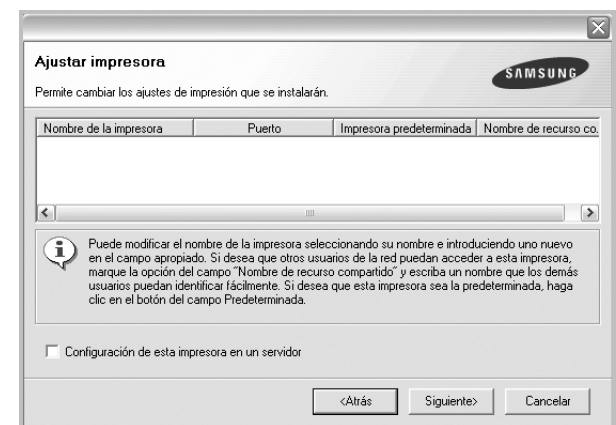 Ajustar impresora
SAMSUNG
Permite cambiar los ajustes de impresión que se instalarán.
Nombre de la impresora Puerto Impresora predeterminada Nombre de recurso co.
Puede modificar el nombre de la impresora seleccionando su nombre e introduciendo uno nuevo
en el campo apropiado. Si desea que otros usuarios de la red puedan acceder a esta impresora,
marque la opción del campo "Nombre de recurso compartido" y escriba un nombre que los demás
usuarios puedan identificar fácilmente. Si desea que esta impresora sea la predeterminada, haga
clic en el botón del campo Predeterminada.
Configuración de esta impresora en un servidor
<Atrás Siguiente> Cancelar